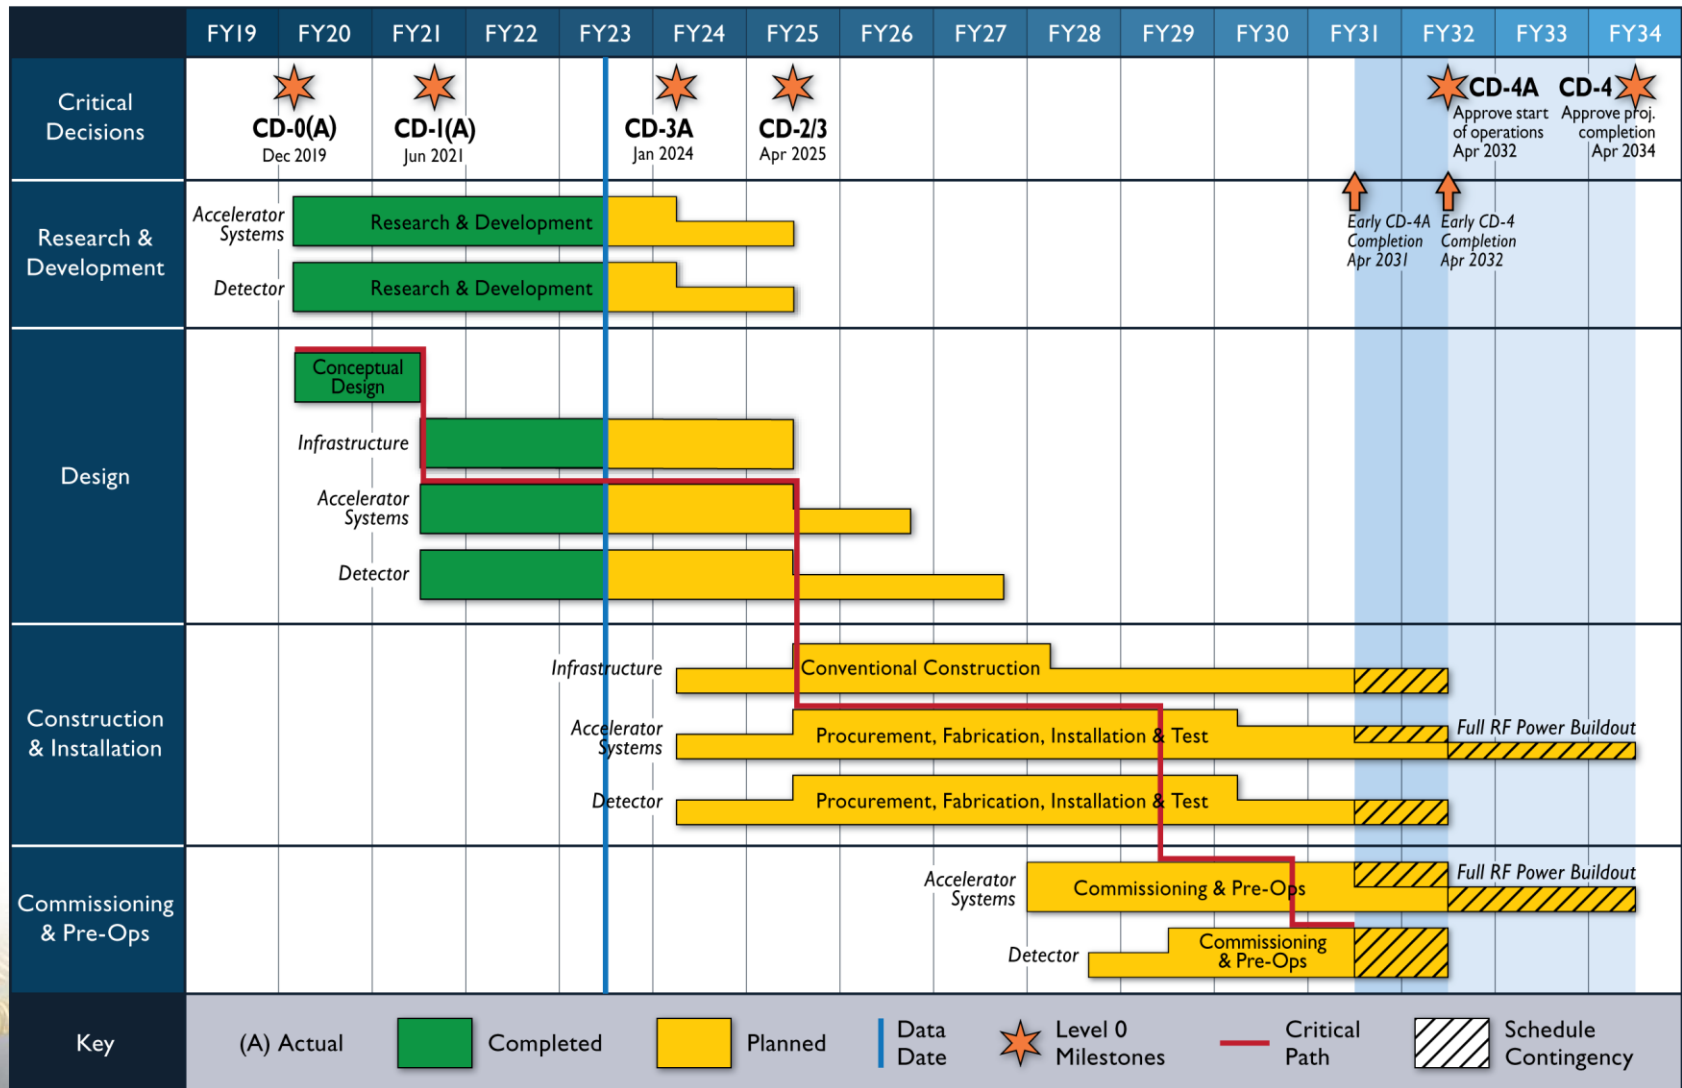 FY19 FY20 FY21 FY22 FY23 FY24 FY25 FY26 FY27 FY28 FY29 FY30 FY31 FY32 FY33 FY34
Critical
Decisions
CD-0(A)
Dec 2019
CD-1(A)
Jun 2021
CD-3A
Jan 2024
CD-2/3
Apr 2025
CD-4A
Approve start
of operations
Apr 2032
CD-4
Approve proj.
completion
Apr 2034
Early CD-4A
Completion
Apr 2031
Early CD-4
Completion
Apr 2032
Research &
Development
Accelerator
Systems
Research & Development
Detector
Research & Development
Design
Conceptual
Design
Infrastructure
Accelerator
Systems
Detector
Construction
& Installation
Infrastructure
Conventional Construction
Accelerator
Systems
Procurement, Fabrication, Installation & Test
Full RF Power Buildout
Detector
Procurement, Fabrication, Installation & Test
Commissioning
& Pre-Ops
Accelerator
Systems
Commissioning & Pre-Ops
Full RF Power Buildout
Detector
Commissioning
& Pre-Ops
Key
(A) Actual
Completed
Planned
Data
Date
Level 0
Milestones
Critical
Path
Schedule
Contingency